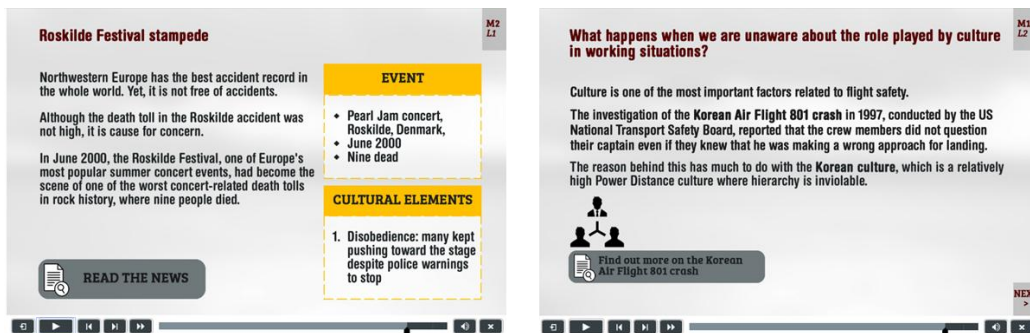 M2
L1
Roskilde Festival stampede
Northwestern Europe has the best accident record in
the whole world. Yet, it is not free of accidents.
Although the death toll in the Roskilde accident was
not high, it is cause for concern.
In June 2000, the Roskilde Festival, one of Europe's
most popular summer concert events, had become the
scene of one of the worst concert-related death tolls
in rock history, where nine people died.
READ THE NEWS
EVENT
Pearl Jam concert,
Roskilde, Denmark,
June 2000
Nine dead
CULTURAL ELEMENTS
1. Disobedience: many kept
pushing toward the stage
despite police warnings
to stop
M1
L2
What happens when we are unaware about the role played by culture
in working situations?
Culture is one of the most important factors related to flight safety.
The investigation of the Korean Air Flight 801 crash in 1997, conducted by the US
National Transport Safety Board, reported that the crew members did not question
their captain even if they knew that he was making a wrong approach for landing.
The reason behind this has much to do with the Korean culture, which is a relatively
high Power Distance culture where hierarchy is inviolable.
Find out more on the Korean
Air Flight 801 crash